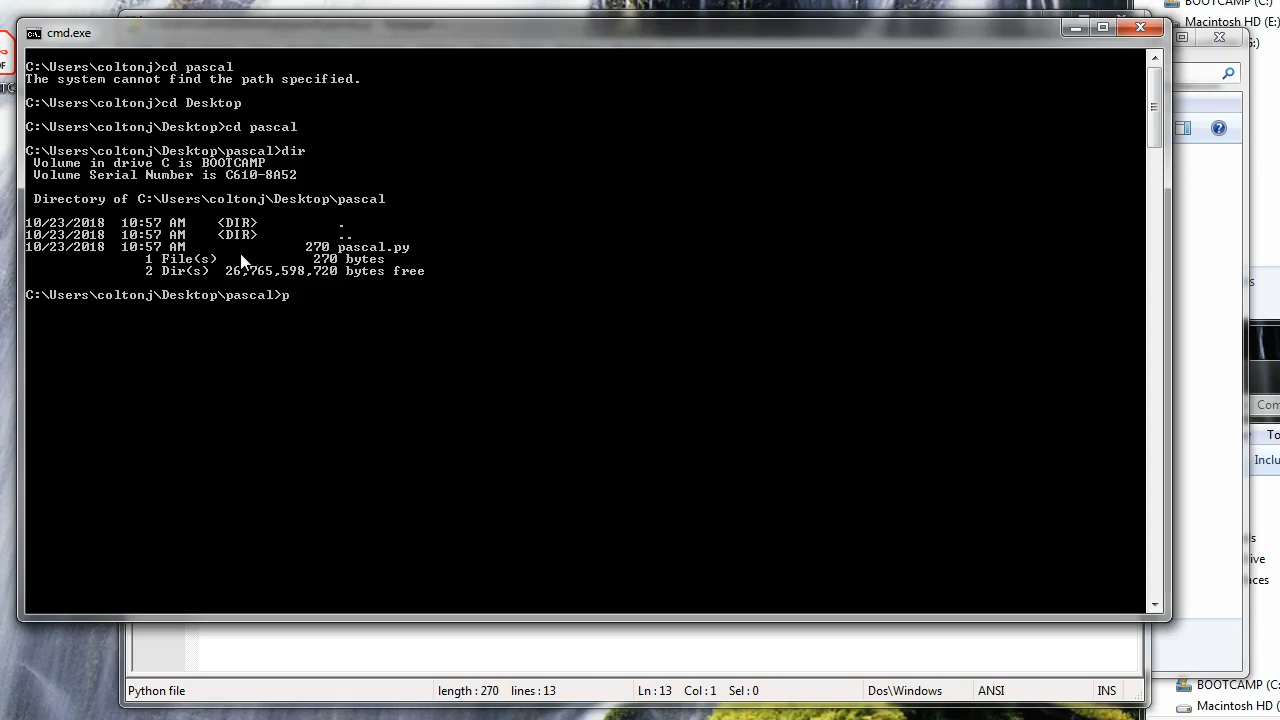 BOOTCAMP (C:)
Macintosh HD (E:)
cmd.exe
C:\Users\coltonj>cd pascal
The system cannot find the path specified.
C:\Users\coltonj>cd Desktop
C:\Users\coltonj\Desktop>cd pascal
C:\Users\coltonj\Desktop\pascal>dir
Volume in drive C is BOOTCAMP
Volume Serial Number is C610-8A52
Directory of C:\Users\coltonj\Desktop\pascal
10/23/2018 10:57 AM <DIR> .
10/23/2018 10:57 AM <DIR> ..
10/23/2018 10:57 AM 270 pascal.py
1 File(s) 270 bytes
2 Dir(s) 26,765,598,720 bytes free
C:\Users\coltonj\Desktop\pascal>p
Python file length : 270 lines : 13 Ln : 13 Col : 1 Sel : 0 Dos\Windows ANSI INS
BOOTCAMP (C:
Macintosh HD (